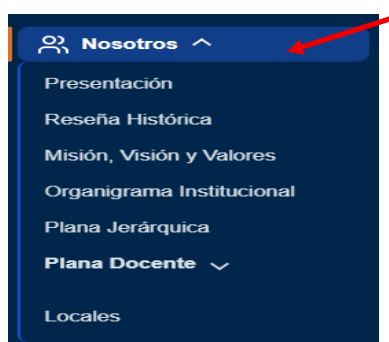 Nosotros
Presentación
Reseña Histórica
Misión, Visión y Valores
Organigrama Institucional
Plana Jerárquica
Plana Docente
Locales